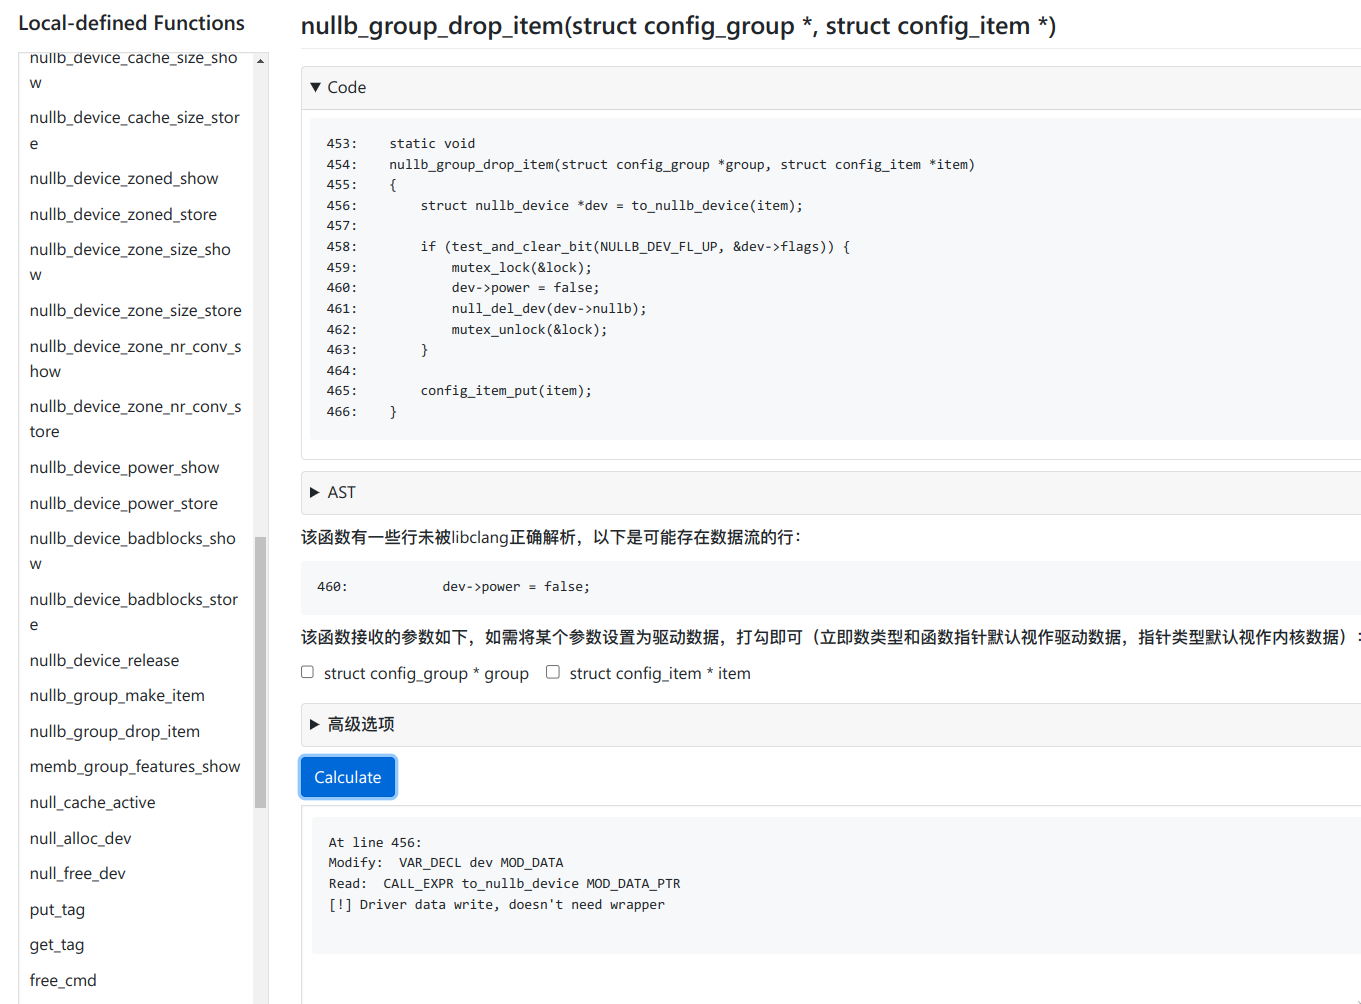 Local-defined Functions
nullb_device_cache_size_sho
w
nullb_device_cache_size_stor
e
nullb_device_zoned_show
nullb_device_zoned_store
nullb_device_zone_size_sho
w
nullb_device_zone_size_store
nullb_device_zone_nr_conv_s
how
nullb_device_zone_nr_conv_s
tore
nullb_device_power_show
nullb_device_power_store
nullb_device_badblocks_sho
w
nullb_device_badblocks_stor
e
nullb_device_release
nullb_group_make_item
nullb_group_drop_item
memb_group_features_show
null_cache_active
null_alloc_dev
null_free_dev
put_tag
get_tag
free_cmd
nullb_group_drop_item(struct config_group *, struct config_item *)
▼ Code
453:    static void
454:    nullb_group_drop_item(struct config_group *group, struct config_item *item)
455:    {
456:        struct nullb_device *dev = to_nullb_device(item);
457:
458:        if (test_and_clear_bit(NULLB_DEV_FL_UP, &dev->flags)) {
459:            mutex_lock(&lock);
460:            dev->power = false;
461:            null_del_dev(dev->nullb);
462:            mutex_unlock(&lock);
463:        }
464:
465:        config_item_put(item);
466:    }
▶ AST
该函数有一些行未被libclang正确解析，以下是可能存在数据流的行：
460:            dev->power = false;
该函数接收的参数如下，如需将某个参数设置为驱动数据，打勾即可（立即数类型和函数指针默认视作驱动数据，指针类型默认视作内核数据）：
struct config_group * group struct config_item * item
▶ 高级选项
Calculate
At line 456:
Modify:  VAR_DECL dev MOD_DATA
Read:  CALL_EXPR to_nullb_device MOD_DATA_PTR
[!] Driver data write, doesn't need wrapper